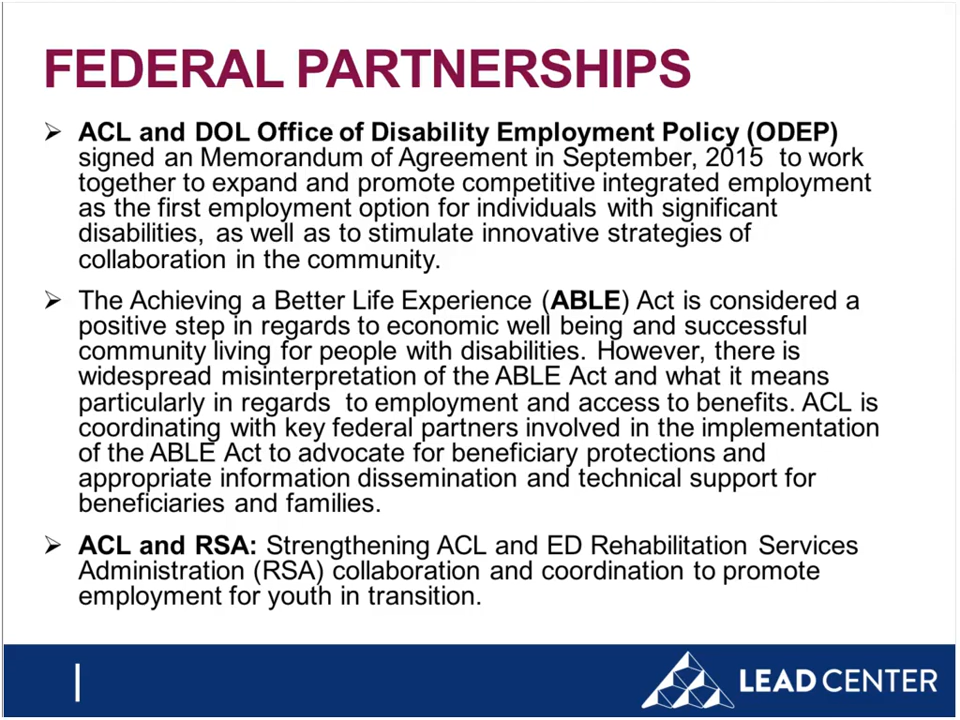 FEDERAL PARTNERSHIPS
➢ ACL and DOL Office of Disability Employment Policy (ODEP)
signed an Memorandum of Agreement in September, 2015 to work
together to expand and promote competitive integrated employment
as the first employment option for individuals with significant
disabilities, as well as to stimulate innovative strategies of
collaboration in the community.
➢ The Achieving a Better Life Experience (ABLE) Act is considered a
positive step in regards to economic well being and successful
community living for people with disabilities. However, there is
widespread misinterpretation of the ABLE Act and what it means
particularly in regards to employment and access to benefits. ACL is
coordinating with key federal partners involved in the implementation
of the ABLE Act to advocate for beneficiary protections and
appropriate information dissemination and technical support for
beneficiaries and families.
➢ ACL and RSA: Strengthening ACL and ED Rehabilitation Services
Administration (RSA) collaboration and coordination to promote
employment for youth in transition.
LEAD CENTER